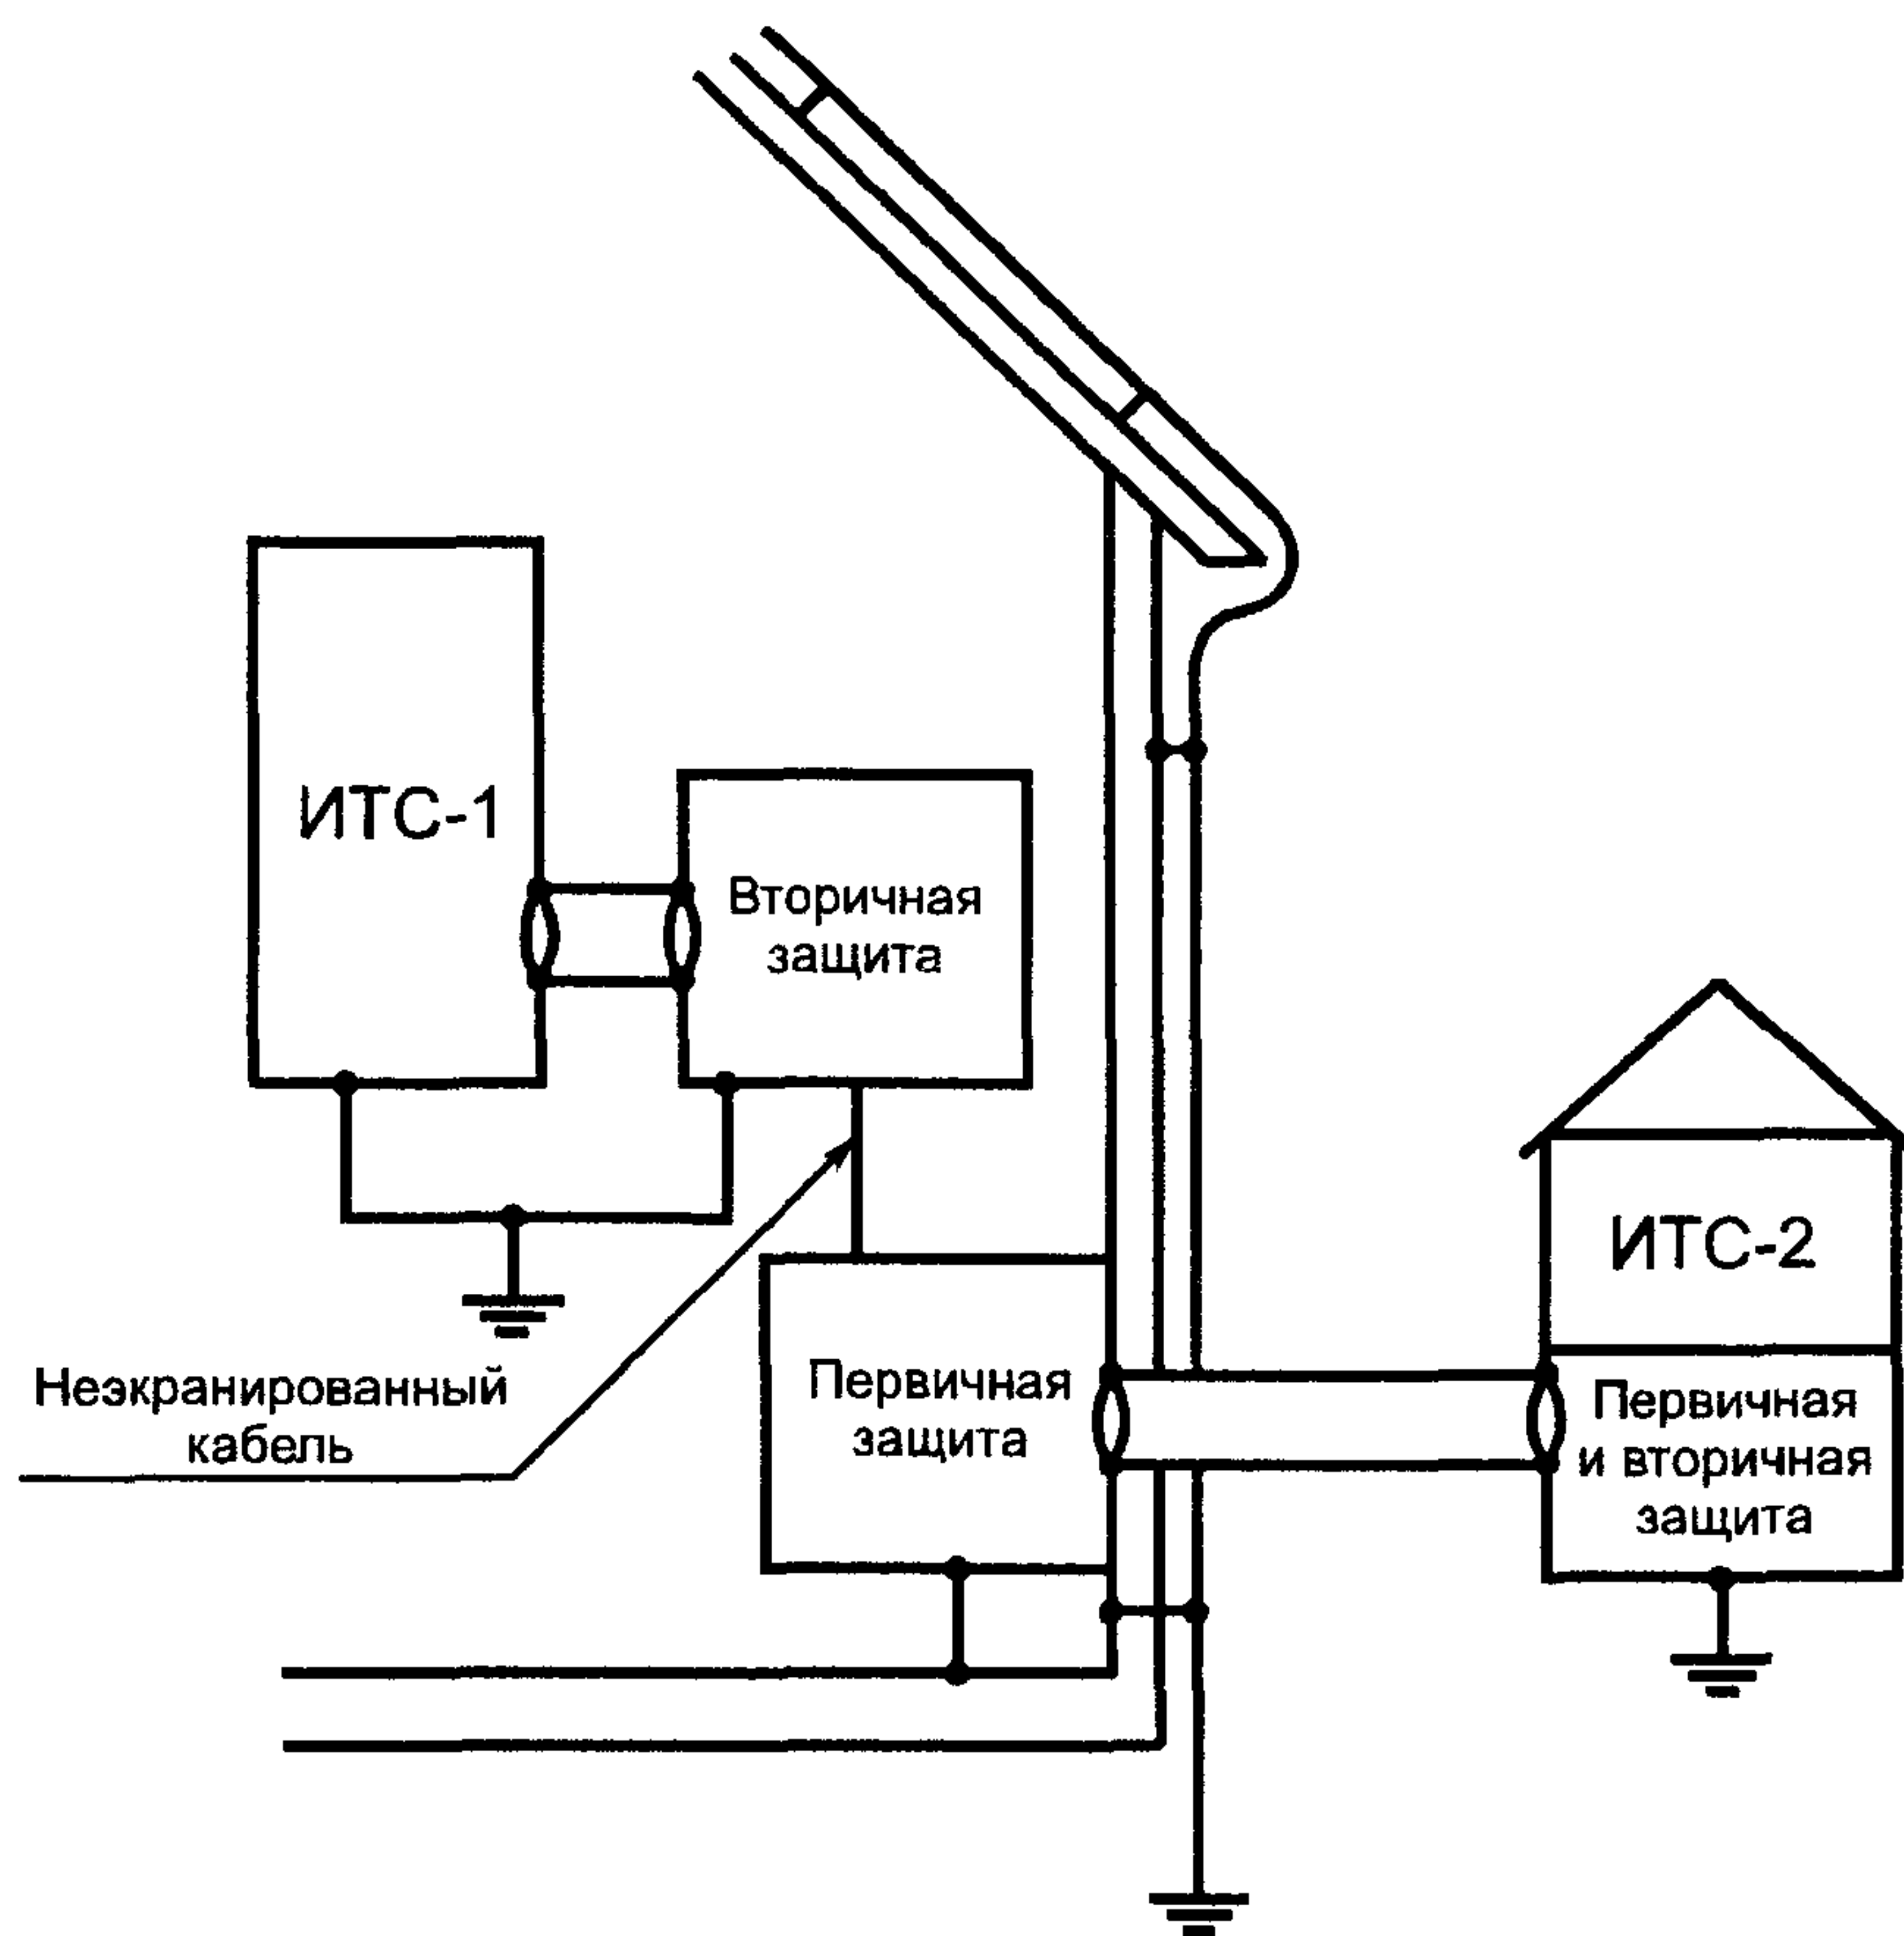 ИТС-1
Вторичная
защита
ИТС-2
Неэкранированный
кабель
Первичная
защита
Первичная
и вторичная
защита